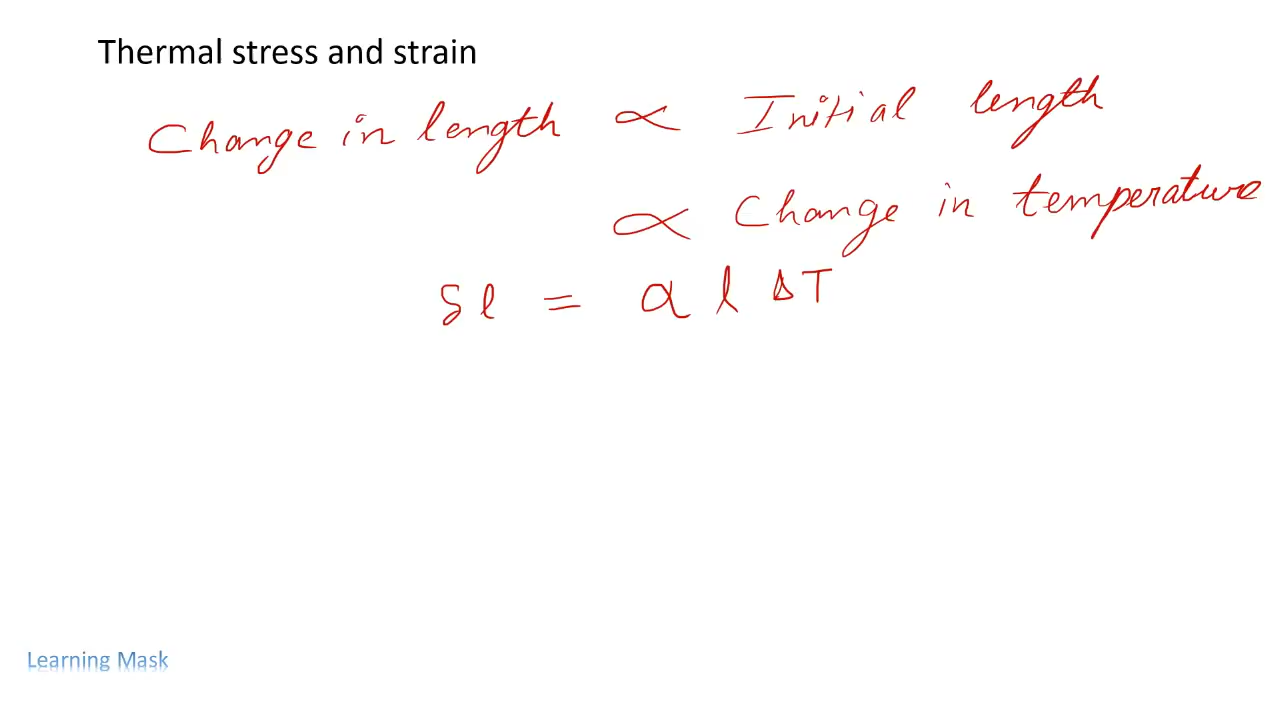 Thermal stress and strain
Change in length ∝ Initial length
∝ Change in temperature
δl = α l ΔT
Learning Mask